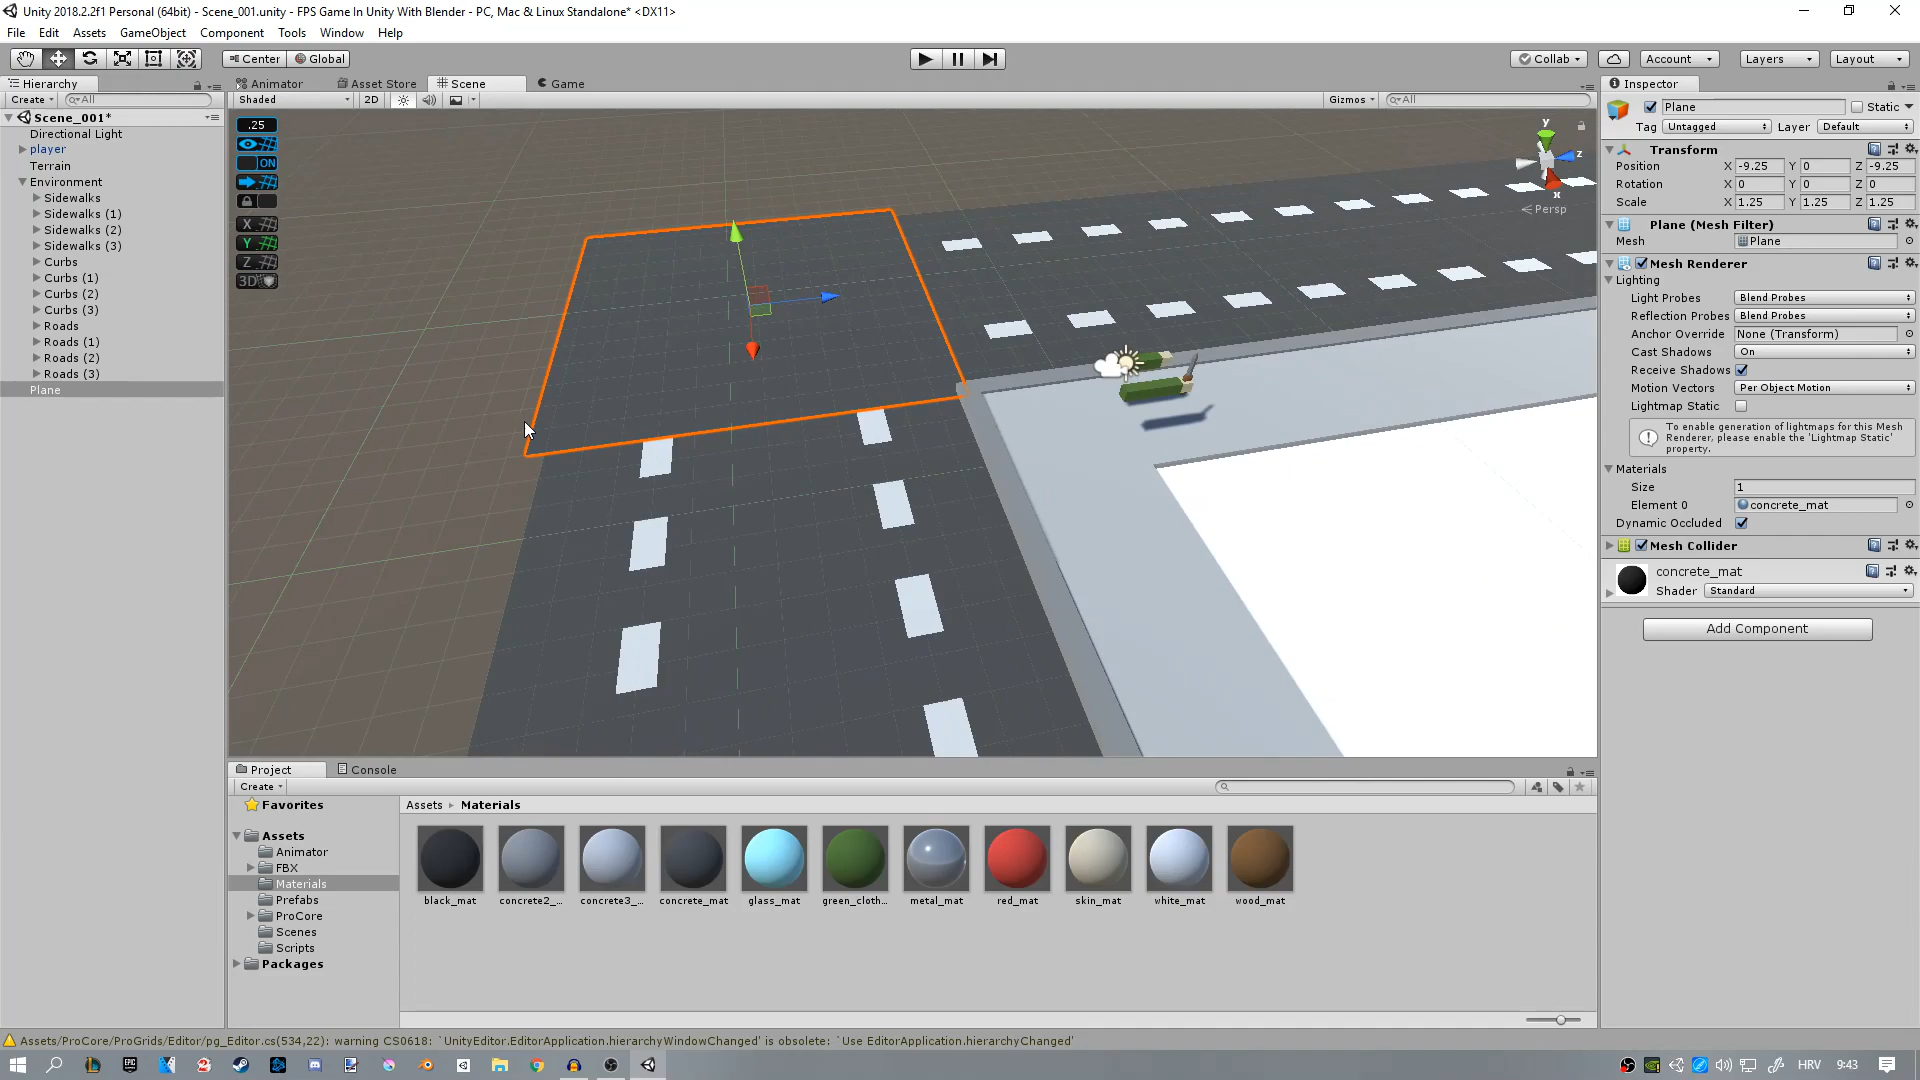 Unity 2018.2.2f1 Personal (64bit) - Scene_001.unity - FPS Game In Unity With Blender - PC, Mac & Linux Standalone* <DX11>
File Edit Assets GameObject Component Tools Window Help
Center Global Collab Account Layers Layout
Hierarchy
Create All
Scene_001*
Directional Light
player
Terrain
Environment
Sidewalks
Sidewalks (1)
Sidewalks (2)
Sidewalks (3)
Curbs
Curbs (1)
Curbs (2)
Curbs (3)
Roads
Roads (1)
Roads (2)
Roads (3)
Plane
Animator Asset Store Scene Game
Shaded 2D Gizmos All
.25
ON
X
Y
Z
3D
y
z
x
Persp
Inspector
Plane Static
Tag Untagged Layer Default
Transform
Position X -9.25 Y 0 Z -9.25
Rotation X 0 Y 0 Z 0
Scale X 1.25 Y 1.25 Z 1.25
Plane (Mesh Filter)
Mesh Plane
Mesh Renderer
Lighting
Light Probes Blend Probes
Reflection Probes Blend Probes
Anchor Override None (Transform)
Cast Shadows On
Receive Shadows
Motion Vectors Per Object Motion
Lightmap Static
To enable generation of lightmaps for this Mesh
Renderer, please enable the 'Lightmap Static'
property.
Materials
Size 1
Element 0 concrete_mat
Dynamic Occluded
Mesh Collider
concrete_mat
Shader Standard
Add Component
Project Console
Create
Favorites
Assets
Animator
FBX
Materials
Prefabs
ProCore
Scenes
Scripts
Packages
Assets Materials
black_mat concrete2_... concrete3_... concrete_mat glass_mat green_cloth... metal_mat red_mat skin_mat white_mat wood_mat
Assets/ProCore/ProGrids/Editor/pg_Editor.cs(534,22): warning CS0618: `UnityEditor.EditorApplication.hierarchyWindowChanged' is obsolete: `Use EditorApplication.hierarchyChanged'
HRV 9:43